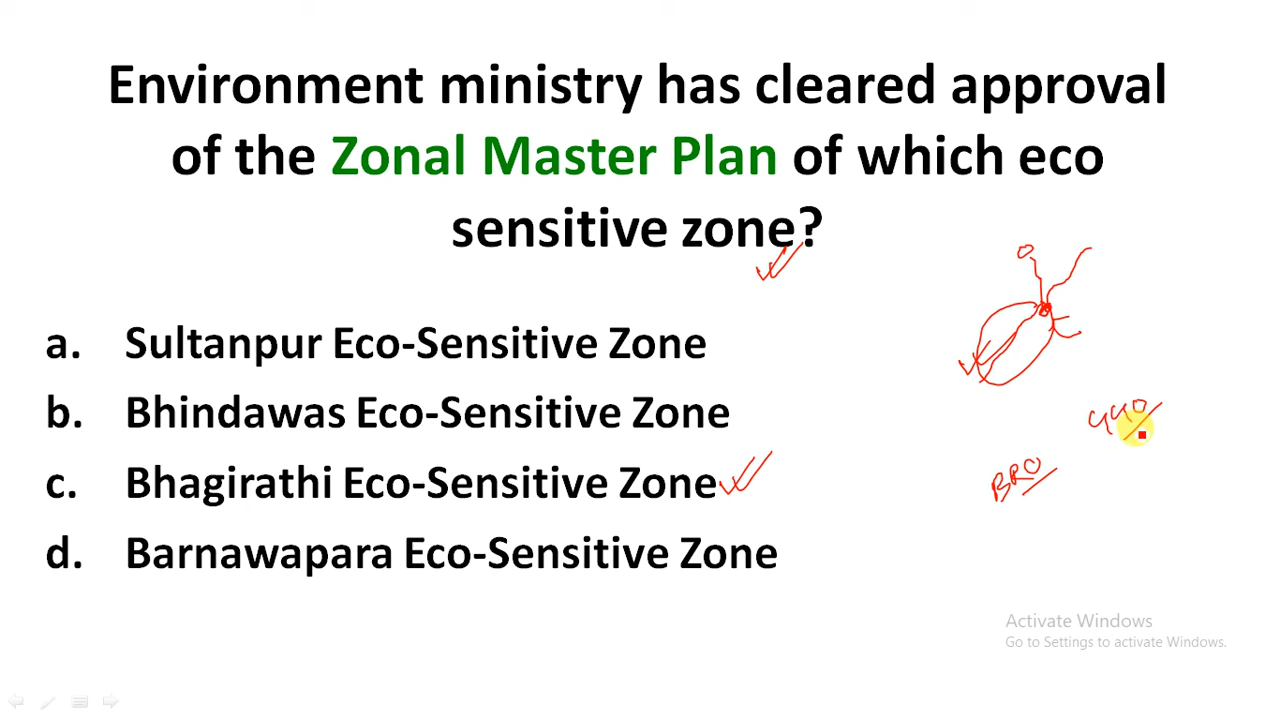 Environment ministry has cleared approval
of the Zonal Master Plan of which eco
sensitive zone?
a. Sultanpur Eco-Sensitive Zone
b. Bhindawas Eco-Sensitive Zone
c. Bhagirathi Eco-Sensitive Zone
d. Barnawapara Eco-Sensitive Zone
BRO
Activate Windows
Go to Settings to activate Windows.